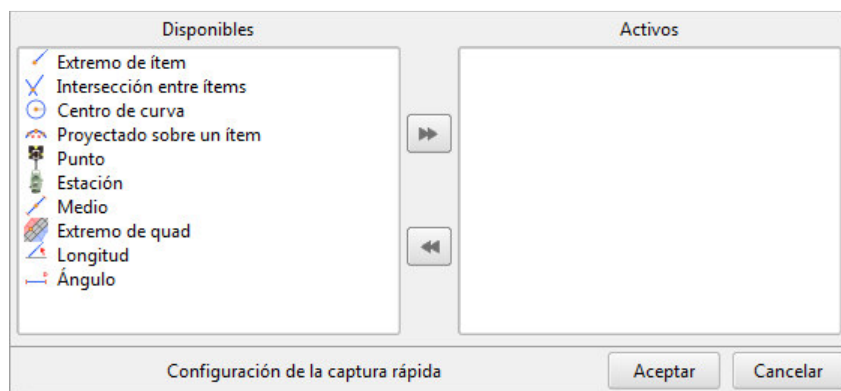 Disponibles
Activos
Extremo de ítem
Intersección entre ítems
Centro de curva
Proyectado sobre un ítem
Punto
Estación
Medio
Extremo de quad
Longitud
Ángulo
Configuración de la captura rápida
Aceptar
Cancelar